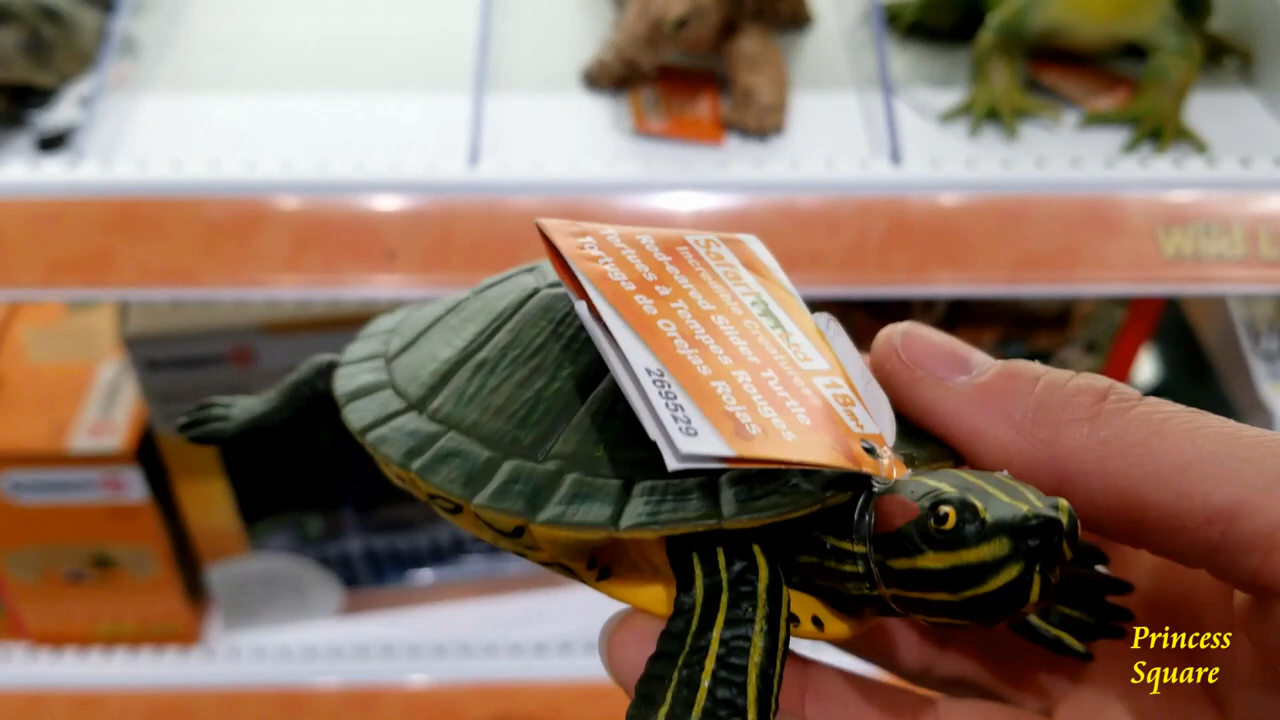 Wild L
Safari Ltd 18m+
Incredible Creatures®
Red-eared Slider Turtle
Tortues à Tempes Rouges
Tortuga de Orejas Rojas
269529
Princess
Square